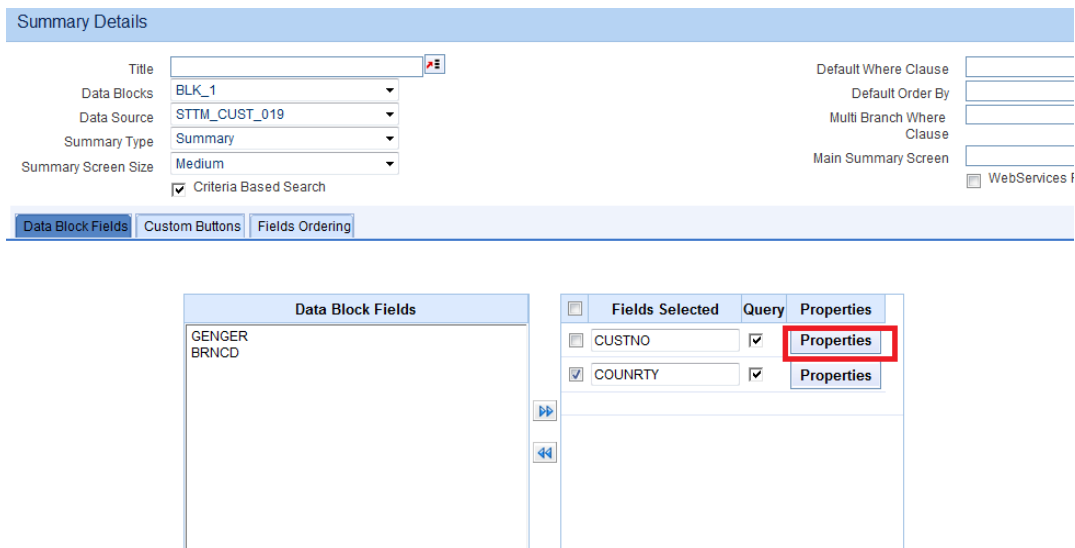 Summary Details
Title
Data Blocks BLK_1
Data Source STTM_CUST_019
Summary Type Summary
Summary Screen Size Medium
Criteria Based Search
Default Where Clause
Default Order By
Multi Branch Where
Clause
Main Summary Screen
WebServices
Data Block Fields Custom Buttons Fields Ordering
Data Block Fields
GENGER
BRNCD
Fields Selected Query Properties
CUSTNO Properties
COUNRTY Properties